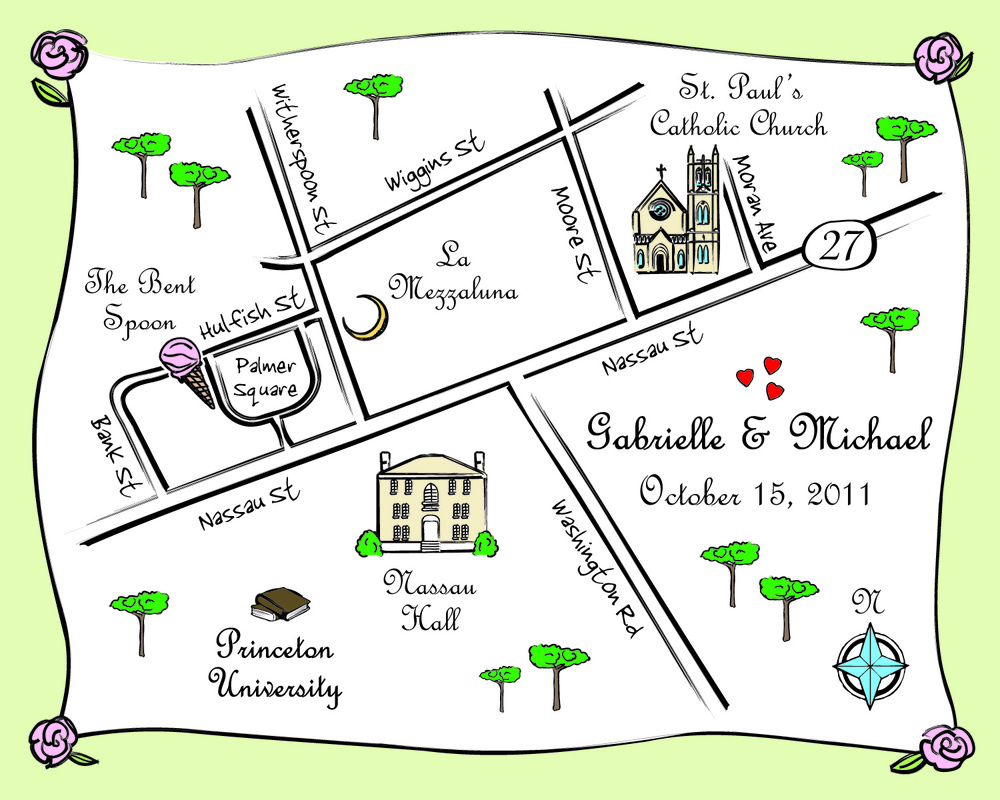 St. Paul's
Catholic Church
Witherspoon St
Wiggins St
Moore St
Moran Ave
27
La
Mezzaluna
The Bent
Spoon
Hulfish St
Palmer
Square
Nassau St
Bank St
Gabrielle & Michael
October 15, 2011
Nassau St
Washington Rd
Nassau
Hall
Princeton
University
N